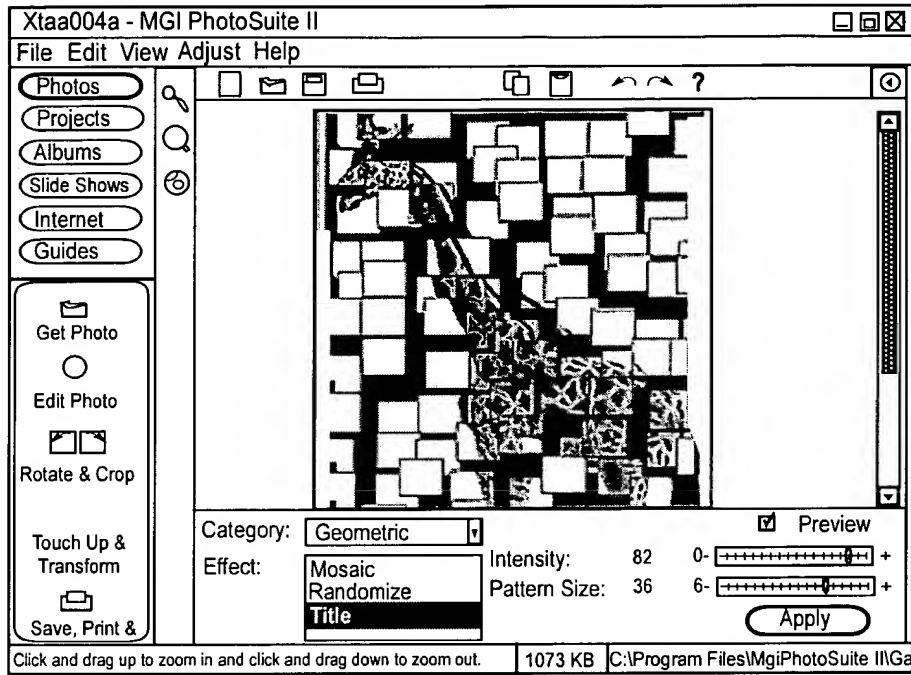 Xtaa004a - MGI PhotoSuite II
File Edit View Adjust Help
Photos
Projects
Albums
Slide Shows
Internet
Guides
?
Get Photo
Edit Photo
Rotate & Crop
Touch Up &
Transform
Save, Print &
Category: Geometric
Preview
Effect:
Mosaic
Randomize
Title
Intensity: 82 0- +
Pattern Size: 36 6- +
Apply
Click and drag up to zoom in and click and drag down to zoom out.
1073 KB
C:\Program Files\MgiPhotoSuite II\Ga